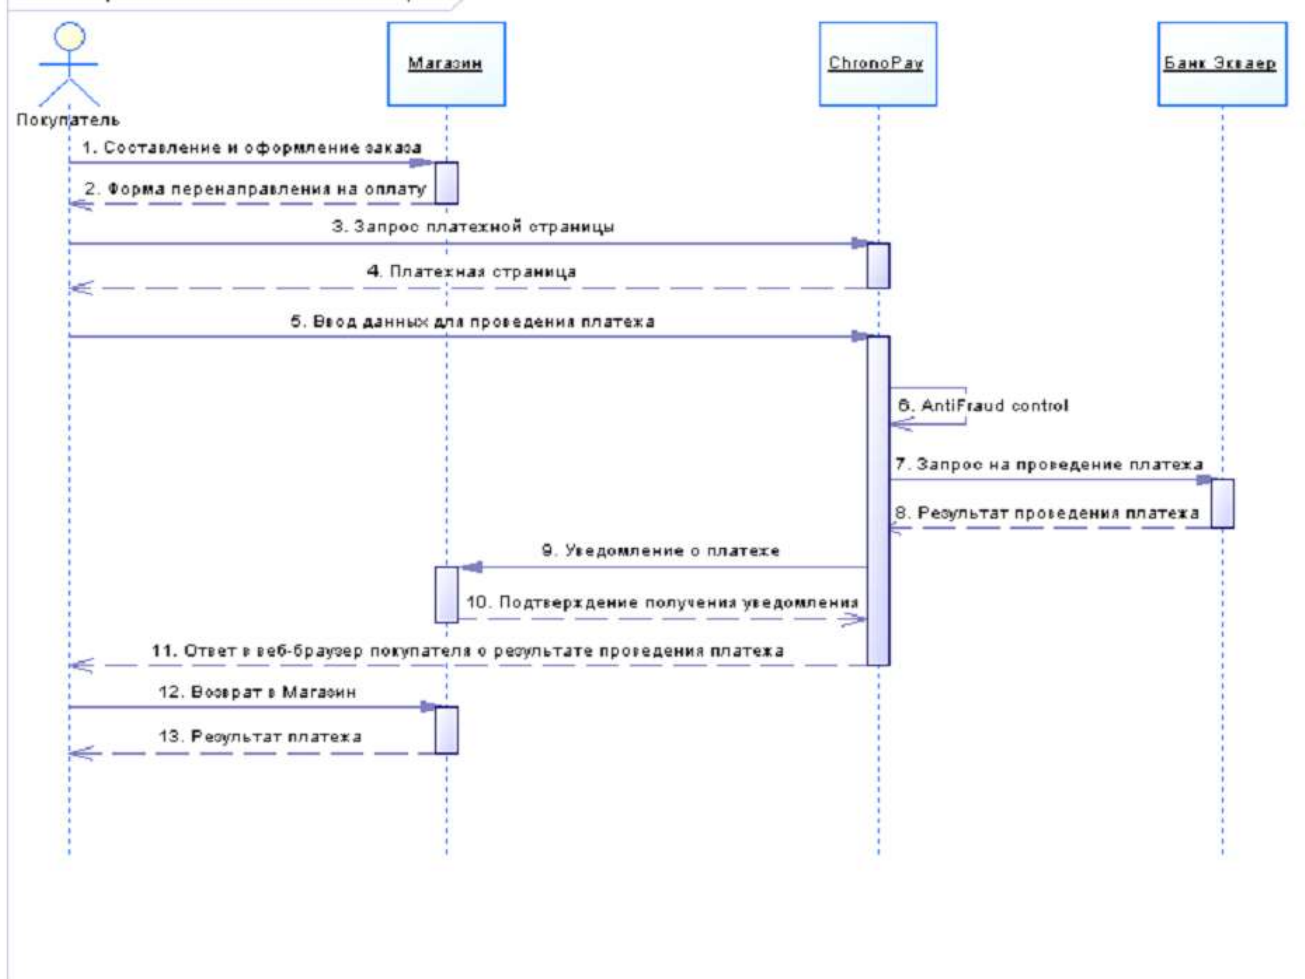 Магазин
ChronoPay
Банк Экваер
Покупатель
1. Составление и оформление заказа
2. Форма перенаправления на оплату
3. Запрос платежной страницы
4. Платежная страница
5. Ввод данных для проведения платежа
6. AntiFraud control
7. Запрос на проведение платежа
8. Результат проведения платежа
9. Уведомление о платеже
10. Подтверждение получения уведомления
11. Ответ в веб-браузер покупателя о результате проведения платежа
12. Возврат в Магазин
13. Результат платежа